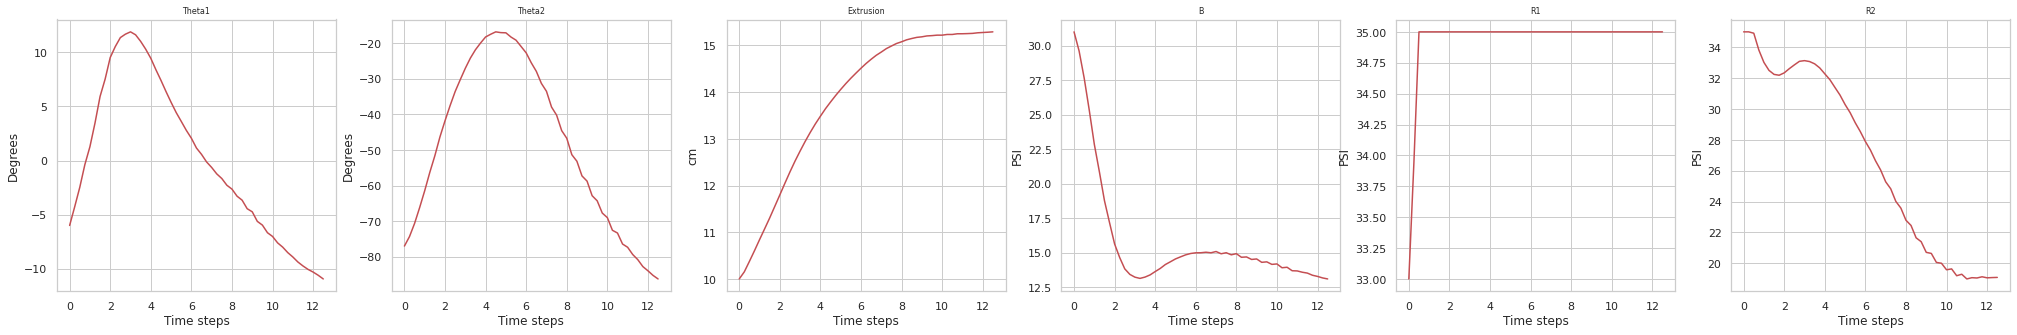 Theta1
10
5
0
−5
−10
Degrees
0 2 4 6 8 10 12
Time steps
Theta2
−20
−30
−40
−50
−60
−70
−80
Degrees
0 2 4 6 8 10 12
Time steps
Extrusion
15
14
13
12
11
10
cm
0 2 4 6 8 10 12
Time steps
B
30.0
27.5
25.0
22.5
20.0
17.5
15.0
12.5
PSI
0 2 4 6 8 10 12
Time steps
R1
35.00
34.75
34.50
34.25
34.00
33.75
33.50
33.25
33.00
PSI
0 2 4 6 8 10 12
Time steps
R2
34
32
30
28
26
24
22
20
PSI
0 2 4 6 8 10 12
Time steps